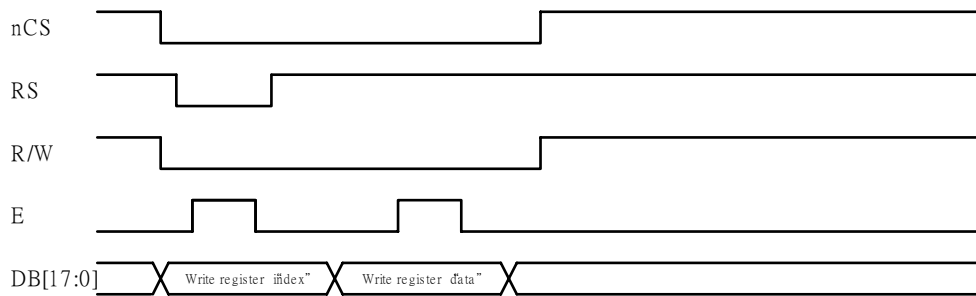 nCS
RS
R/W
E
DB[17:0]
Write register index”
Write register data”